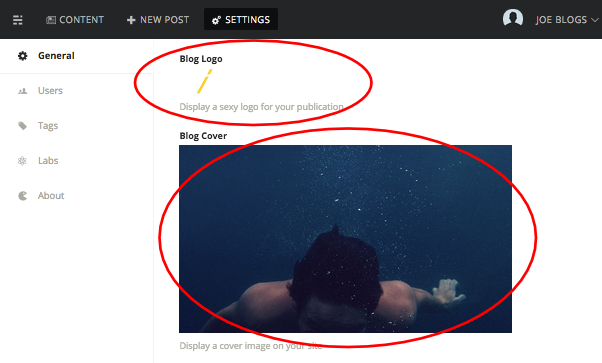 CONTENT NEW POST SETTINGS JOE BLOGS
General
Users
Tags
Labs
About
Blog Logo
Display a sexy logo for your publication
Blog Cover
Display a cover image on your site